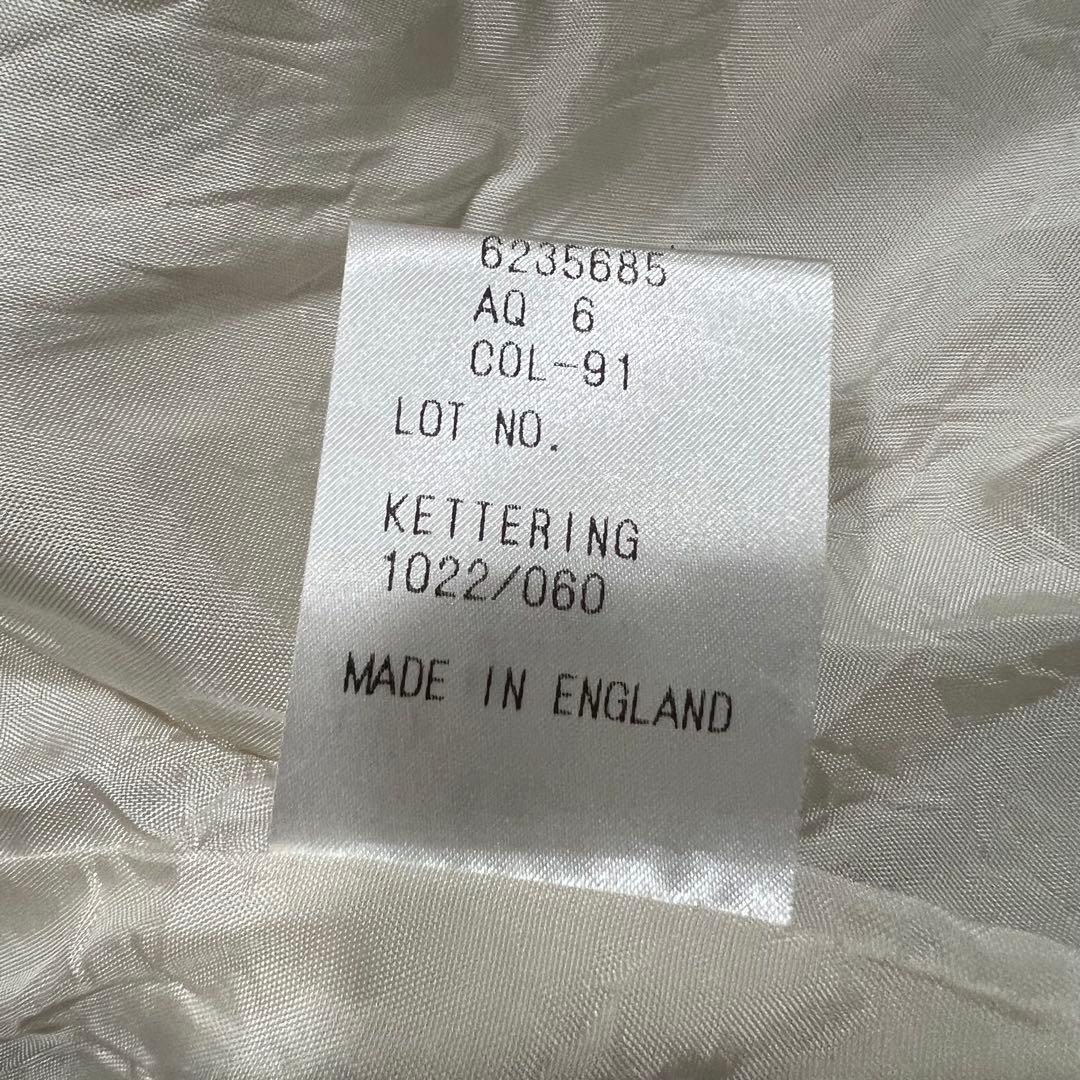 6235685
AQ 6
COL-91
LOT NO.
KETTERING
1022/060
MADE IN ENGLAND